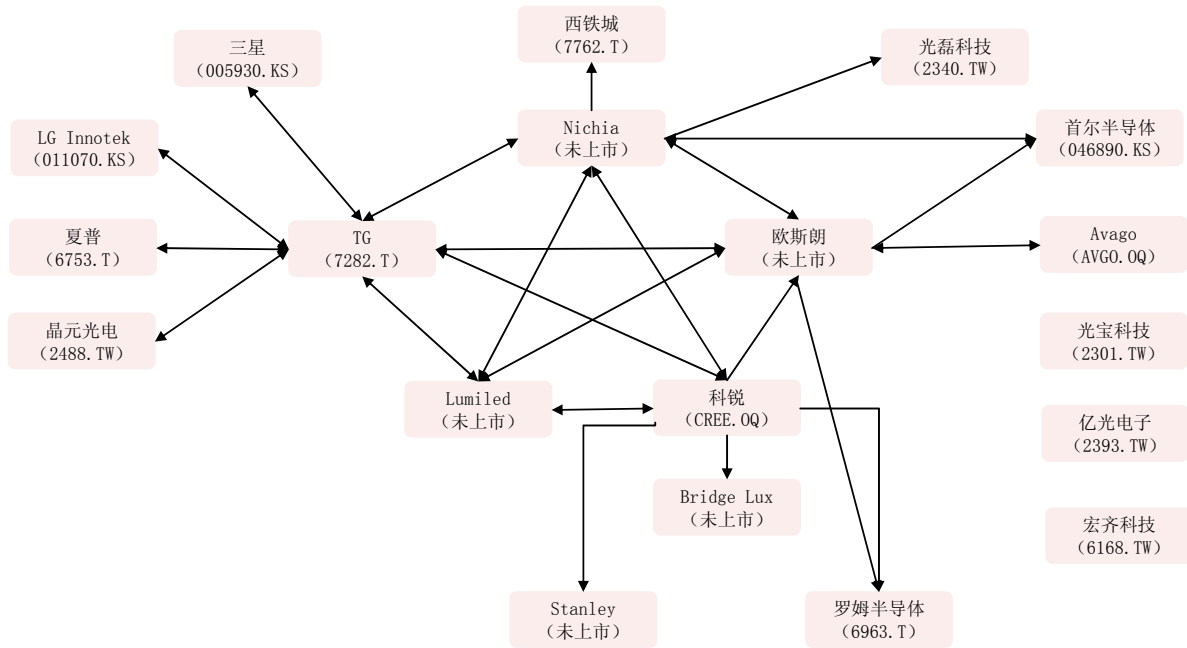 西铁城
（7762.T）
三星
（005930.KS）
光磊科技
（2340.TW）
LG Innotek
（011070.KS）
Nichia
（未上市）
首尔半导体
（046890.KS）
夏普
（6753.T）
TG
（7282.T）
欧斯朗
（未上市）
Avago
（AVGO.OQ）
晶元光电
（2488.TW）
光宝科技
（2301.TW）
Lumiled
（未上市）
科锐
（CREE.OQ）
亿光电子
（2393.TW）
Bridge Lux
（未上市）
宏齐科技
（6168.TW）
Stanley
（未上市）
罗姆半导体
（6963.T）